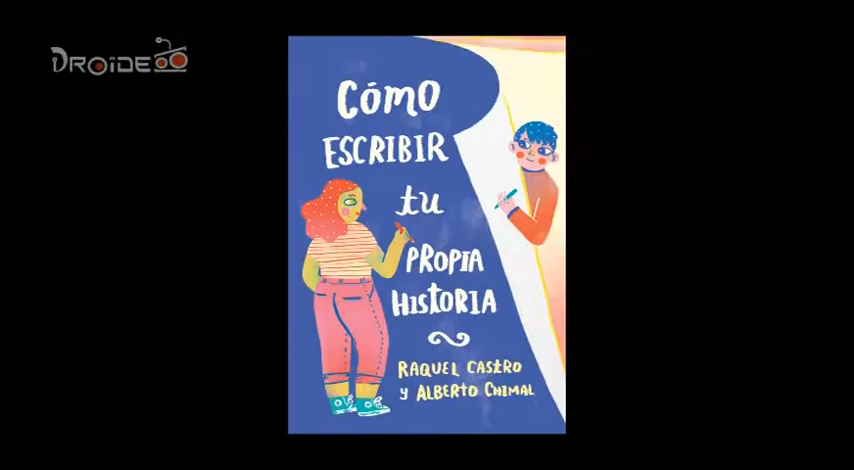 DROIDE
CÓMO
ESCRIBIR
tu
PROPIA
HISTORIA
RAQUEL CASTRO
y ALBERTO CHIMAL